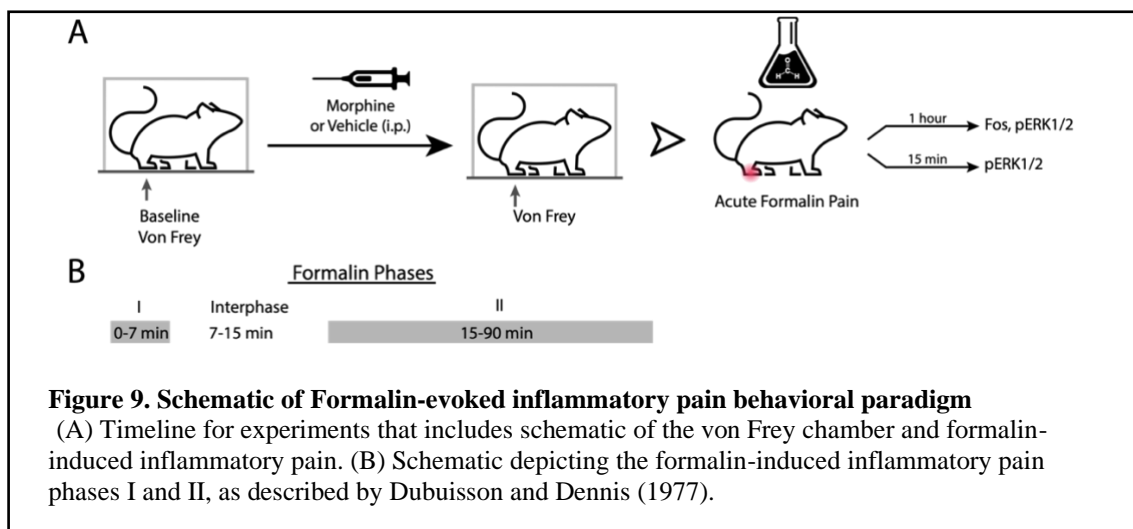 A
Morphine
or Vehicle (i.p.)
Baseline
Von Frey
Von Frey
O
C
H H
Acute Formalin Pain
1 hour
Fos, pERK1/2
15 min
pERK1/2
B
Formalin Phases
I Interphase II
0-7 min 7-15 min 15-90 min
Figure 9. Schematic of Formalin-evoked inflammatory pain behavioral paradigm
(A) Timeline for experiments that includes schematic of the von Frey chamber and formalin-
induced inflammatory pain. (B) Schematic depicting the formalin-induced inflammatory pain
phases I and II, as described by Dubuisson and Dennis (1977).